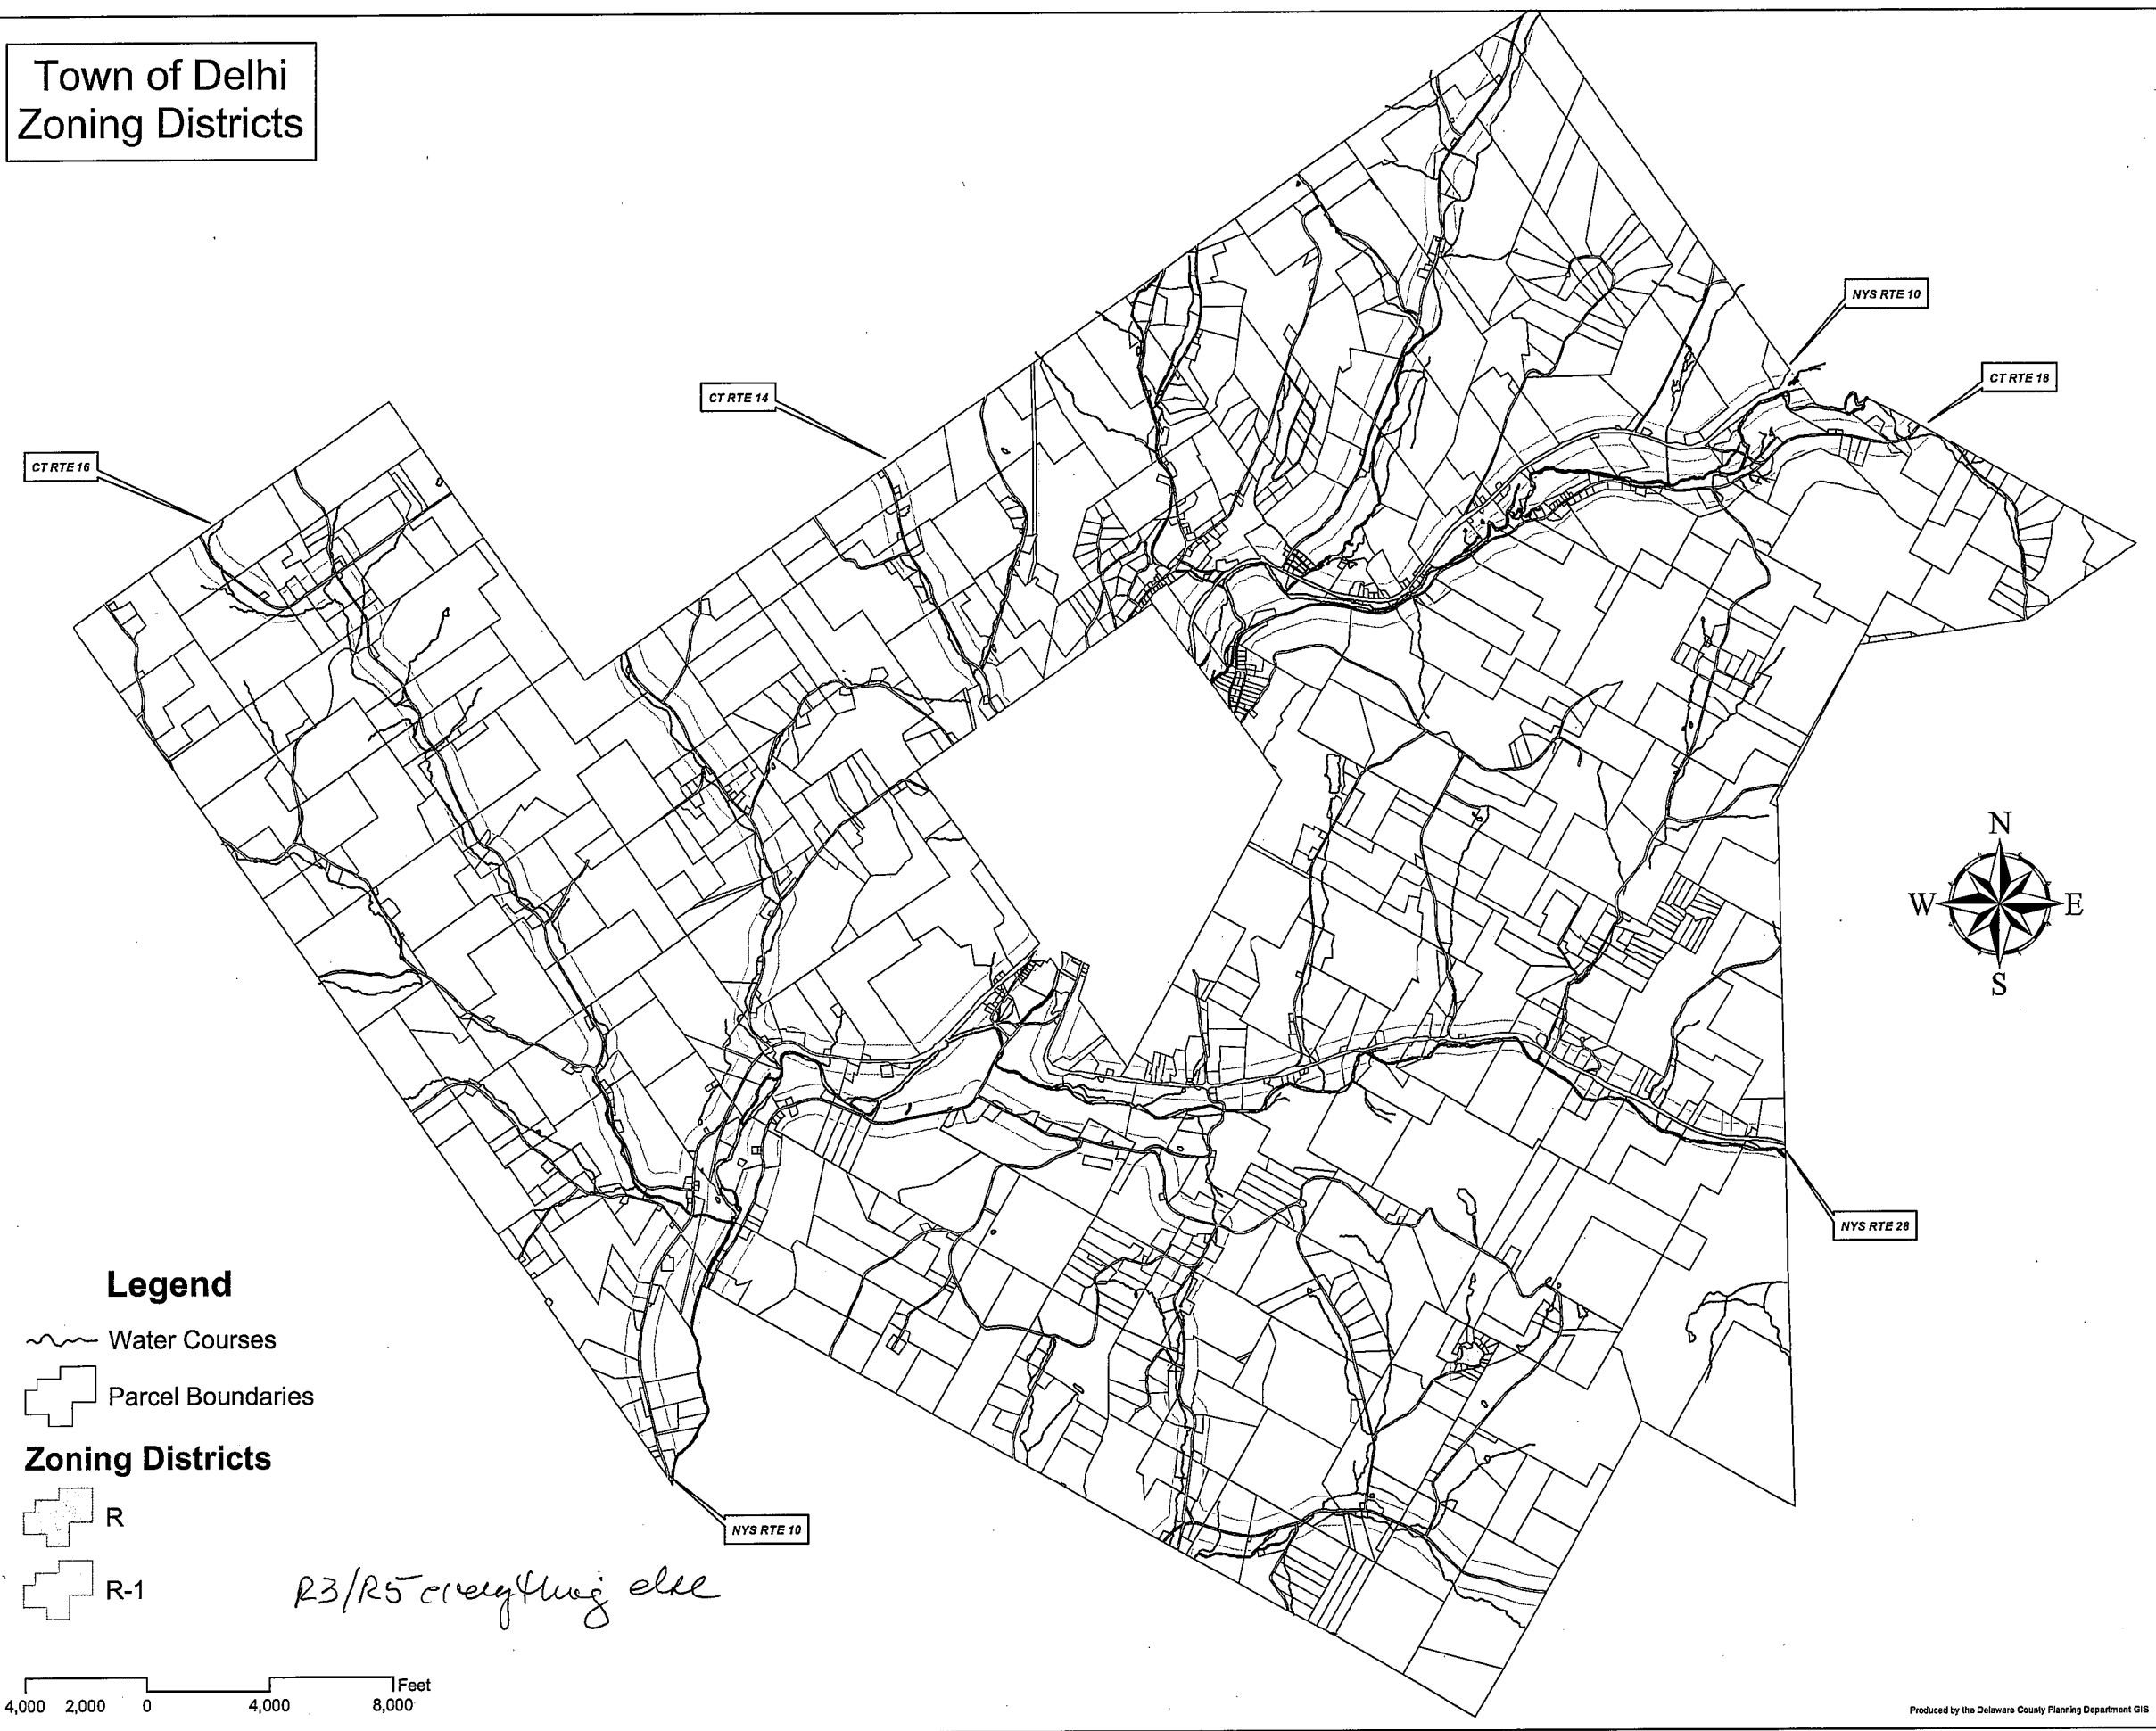 Town of Delhi
Zoning Districts
NYS RTE 10
CT RTE 18
CT RTE 14
CT RTE 16
N
W
E
S
NYS RTE 28
Legend
Water Courses
Parcel Boundaries
Zoning Districts
R
R-1
NYS RTE 10
R3/R5 everything else
Feet
4,000 2,000 0 4,000 8,000
Produced by the Delaware County Planning Department GIS